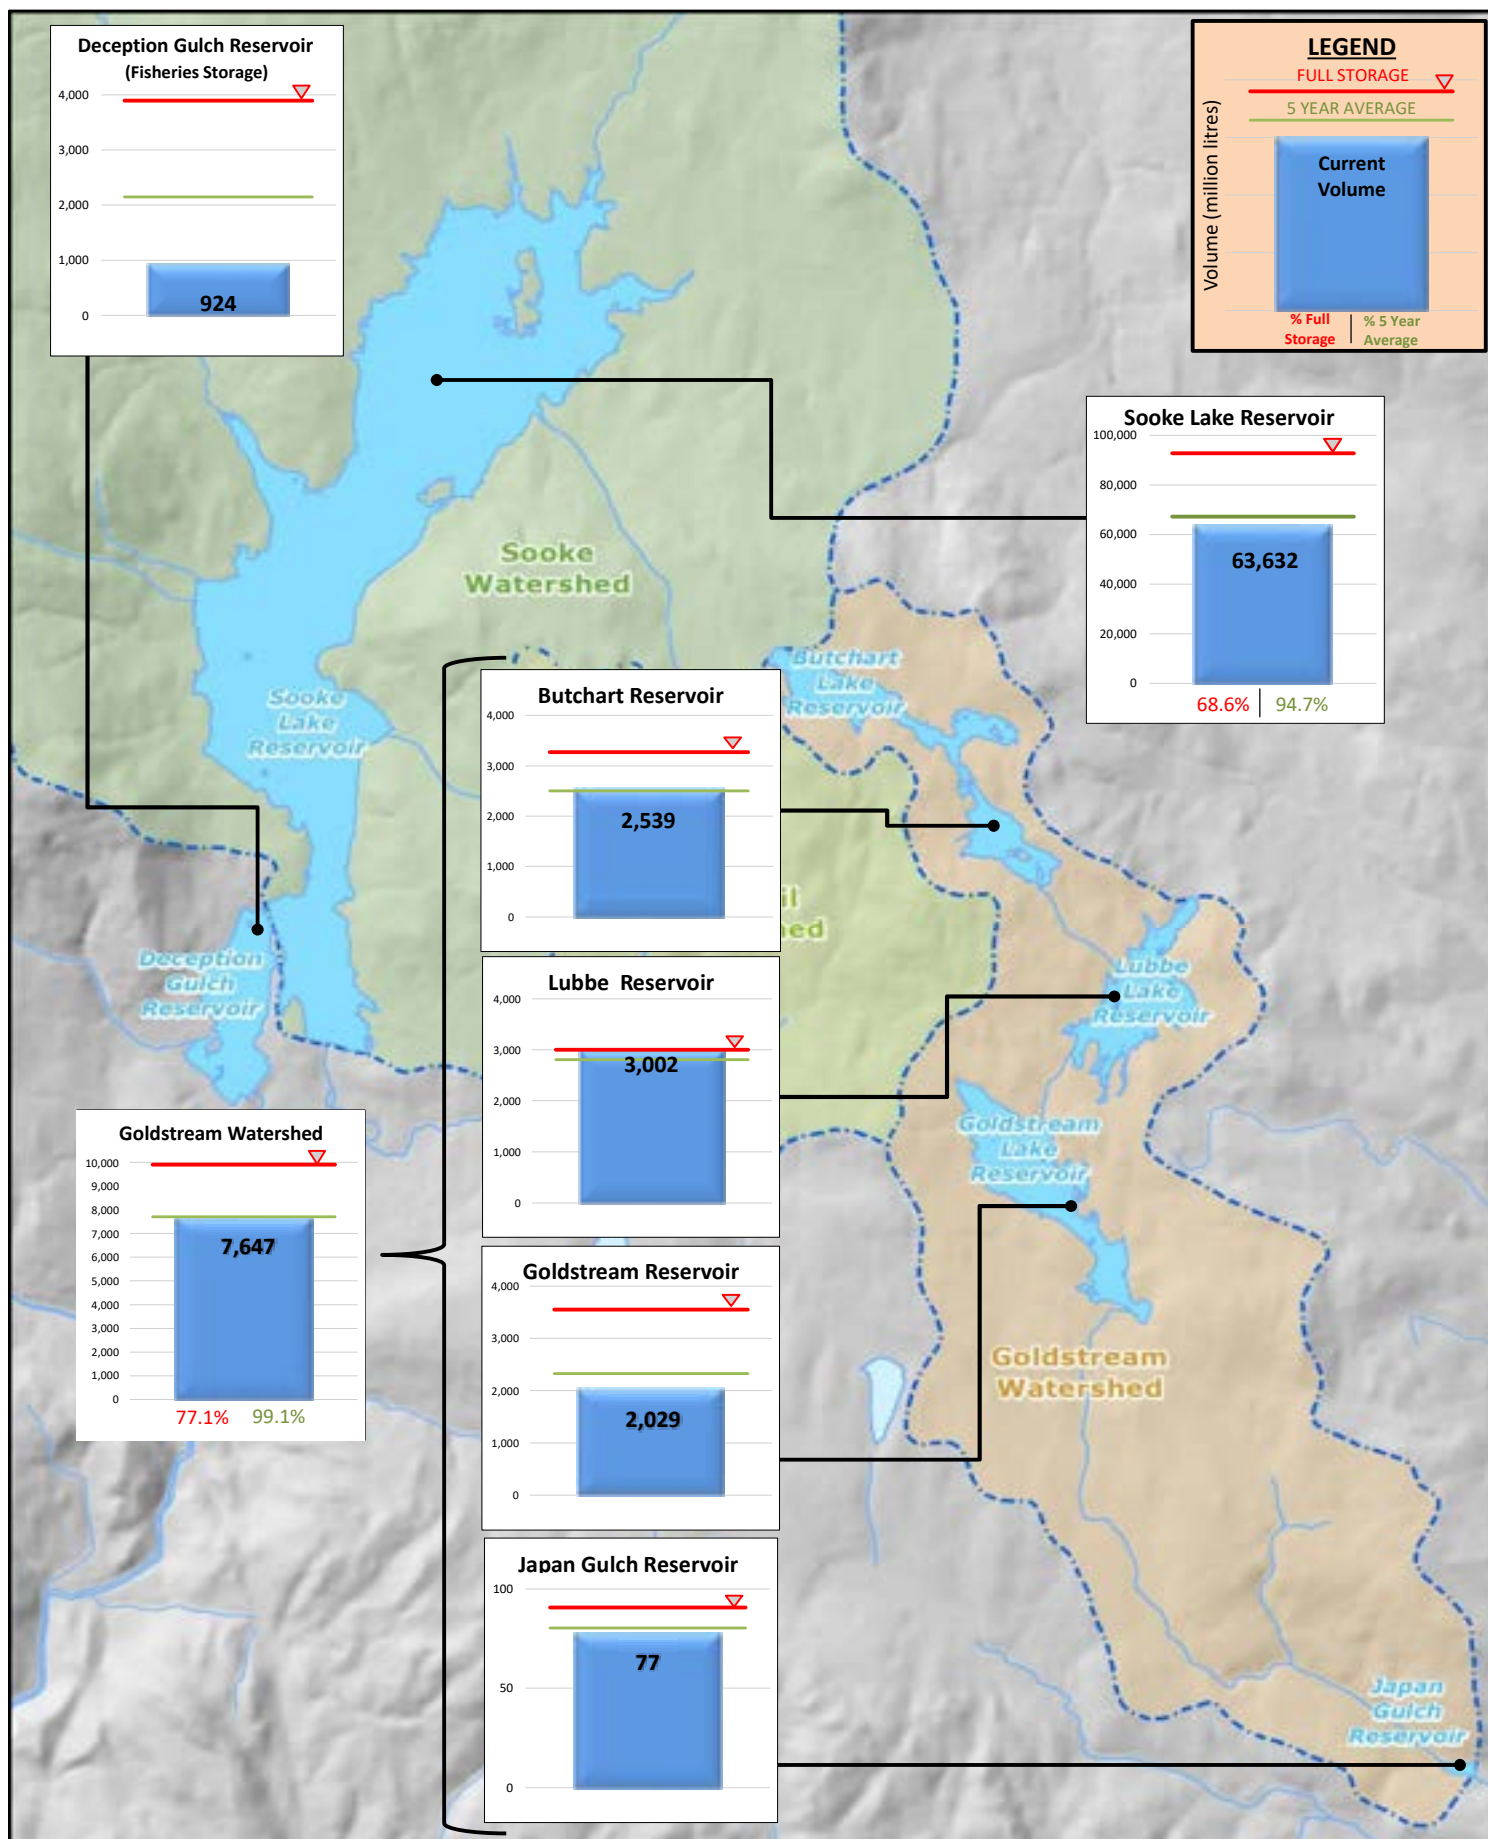 Deception Gulch Reservoir
(Fisheries Storage)
4,000
3,000
2,000
1,000
0
924
LEGEND
FULL STORAGE
5 YEAR AVERAGE
Volume (million litres)
Current
Volume
% Full
Storage
% 5 Year
Average
Sooke Lake Reservoir
100,000
80,000
60,000
40,000
20,000
0
63,632
68.6%
94.7%
Sooke
Watershed
Sooke
Lake
Reservoir
Butchart
Lake
Reservoir
Butchart Reservoir
4,000
3,000
2,000
1,000
0
2,539
il
ed
Deception
Gulch
Reservoir
Lubbe
Lake
Reservoir
Lubbe Reservoir
4,000
3,000
2,000
1,000
0
3,002
Goldstream
Lake
Reservoir
Goldstream Watershed
10,000
9,000
8,000
7,000
6,000
5,000
4,000
3,000
2,000
1,000
0
7,647
77.1%
99.1%
Goldstream Reservoir
4,000
3,000
2,000
1,000
0
2,029
Goldstream
Watershed
Japan Gulch Reservoir
100
50
0
77
Japan
Gulch
Reservoir